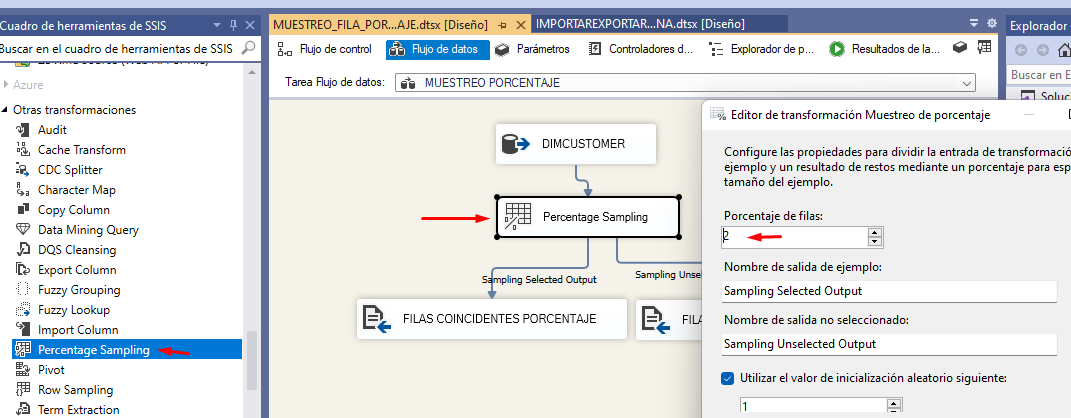 Cuadro de herramientas de SSIS
Buscar en el cuadro de herramientas de SSIS
Azure
Otras transformaciones
Audit
Cache Transform
CDC Splitter
Character Map
Copy Column
Data Mining Query
DQS Cleansing
Export Column
Fuzzy Grouping
Fuzzy Lookup
Import Column
Percentage Sampling
Pivot
Row Sampling
Term Extraction
MUESTREO_FILA_POR...AJE.dtsx [Diseño]
IMPORTAREXPORTAR...NA.dtsx [Diseño]
Flujo de control
Flujo de datos
Parámetros
Controladores d...
Explorador de p...
Resultados de la...
Tarea Flujo de datos:
MUESTREO PORCENTAJE
DIMCUSTOMER
Percentage Sampling
Sampling Selected Output
Sampling Unsel
FILAS COINCIDENTES PORCENTAJE
FILA
Explorador
Buscar en E
Soluc
Editor de transformación Muestreo de porcentaje
Configure las propiedades para dividir la entrada de transformació
ejemplo y un resultado de restos mediante un porcentaje para esp
tamaño del ejemplo.
Porcentaje de filas:
2
Nombre de salida de ejemplo:
Sampling Selected Output
Nombre de salida no seleccionado:
Sampling Unselected Output
Utilizar el valor de inicialización aleatorio siguiente:
1